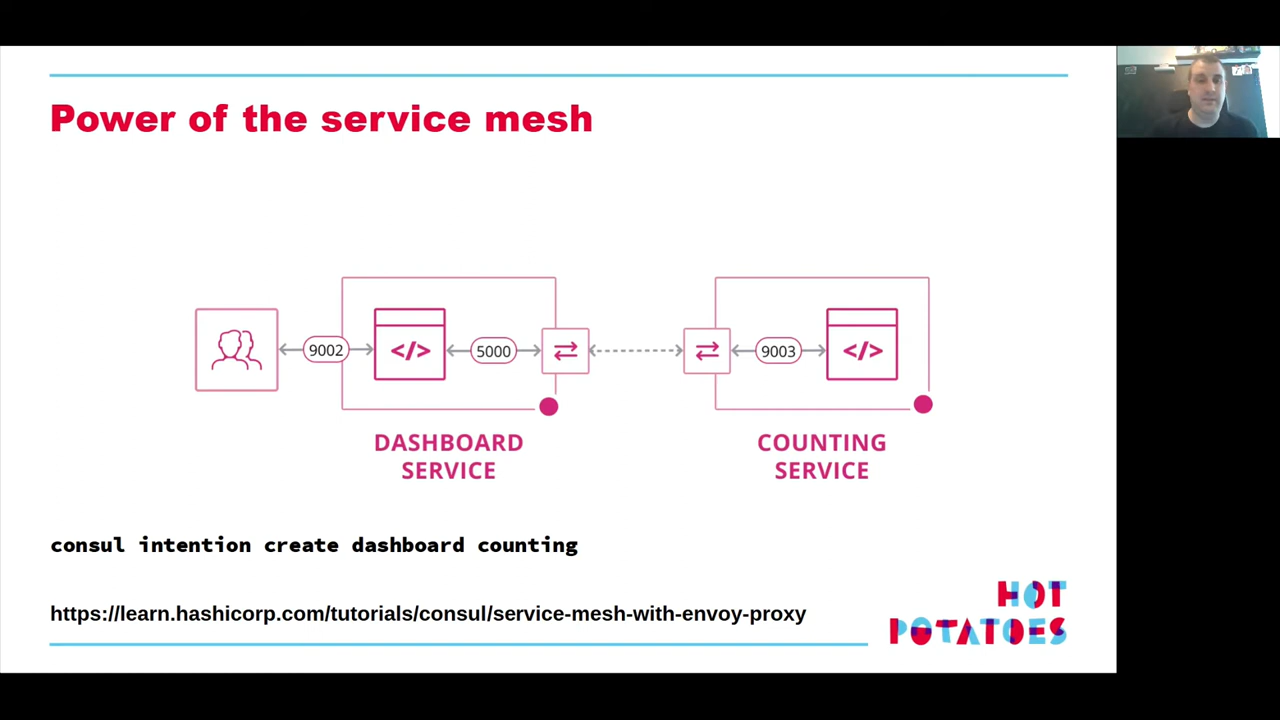 Power of the service mesh
9002
</>
5000
9003
</>
DASHBOARD
SERVICE
COUNTING
SERVICE
consul intention create dashboard counting
https://learn.hashicorp.com/tutorials/consul/service-mesh-with-envoy-proxy
HOT
POTATOES